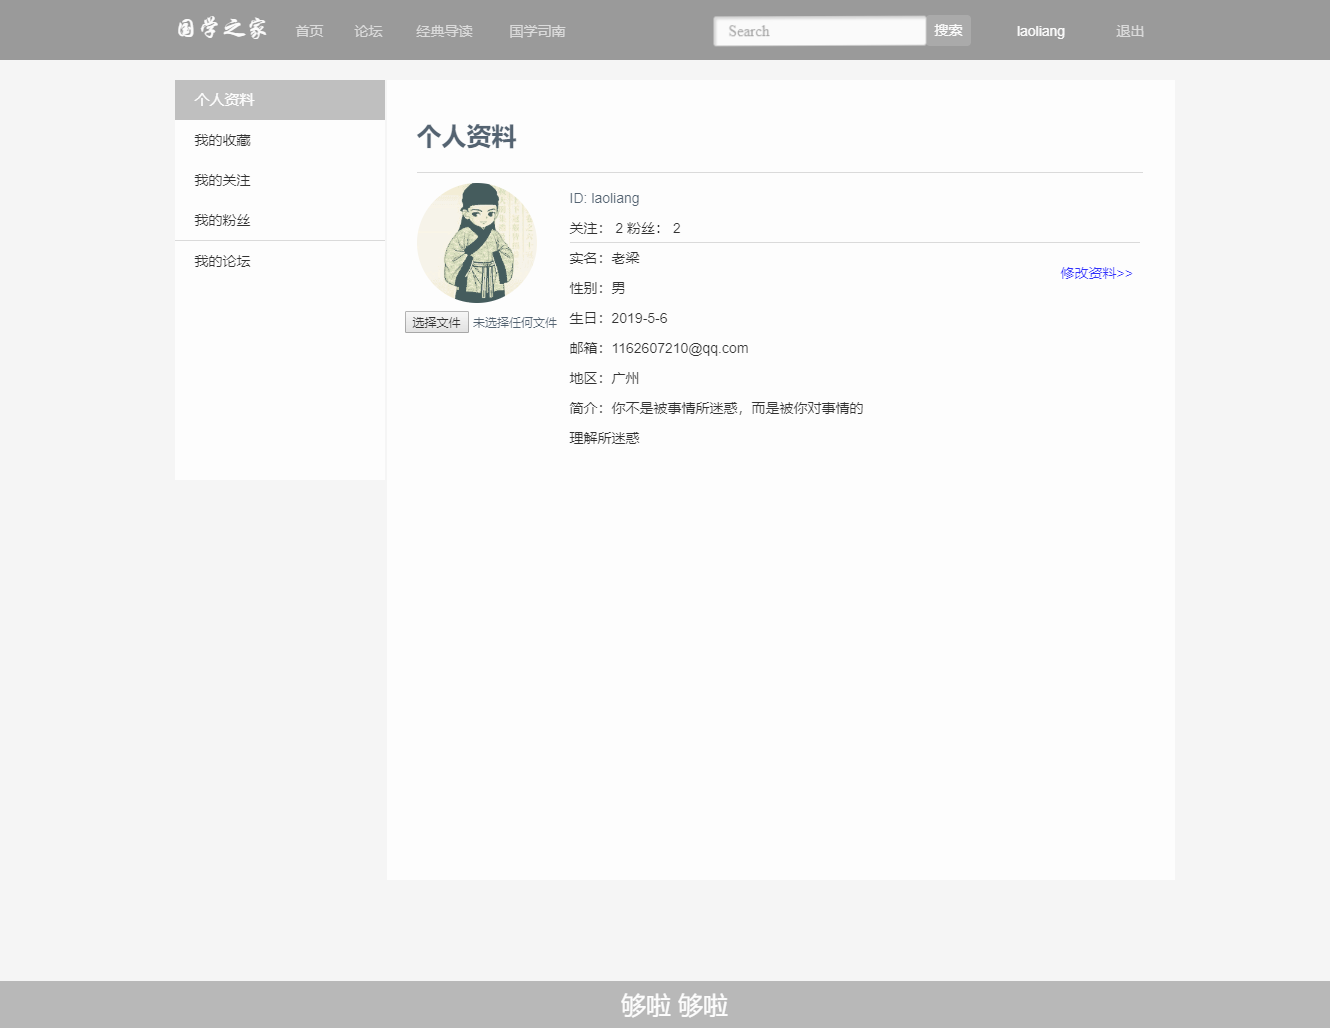 国学之家 首页 论坛 经典导读 国学司南 Search 搜索 laoliang 退出
个人资料
我的收藏
我的关注
我的粉丝
我的论坛
个人资料
选择文件 未选择任何文件
ID: laoliang
关注： 2 粉丝： 2
实名：老梁
修改资料>>
性别：男
生日：2019-5-6
邮箱：1162607210@qq.com
地区：广州
简介：你不是被事情所迷惑，而是被你对事情的
理解所迷惑
够啦 够啦